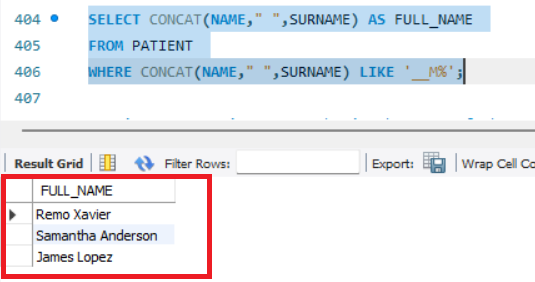 404 SELECT CONCAT(NAME," ",SURNAME) AS FULL_NAME
405 FROM PATIENT
406 WHERE CONCAT(NAME," ",SURNAME) LIKE '__M%';
407
Result Grid Filter Rows: Export: Wrap Cell Co
FULL_NAME
Remo Xavier
Samantha Anderson
James Lopez